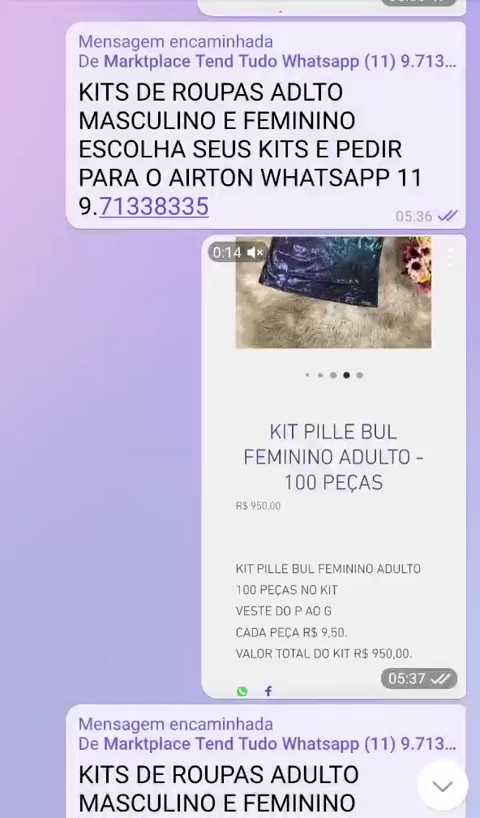 Mensagem encaminhada
De Marktplace Tend Tudo Whatsapp (11) 9.713...
KITS DE ROUPAS ADLTO
MASCULINO E FEMININO
ESCOLHA SEUS KITS E PEDIR
PARA O AIRTON WHATSAPP 11
9.71338335
05:36
0:14
KIT PILLE BUL
FEMININO ADULTO -
100 PEÇAS
R$ 950,00
KIT PILLE BUL FEMININO ADULTO
100 PEÇAS NO KIT
VESTE DO P AO G
CADA PEÇA R$ 9,50.
VALOR TOTAL DO KIT R$ 950,00.
05:37
Mensagem encaminhada
De Marktplace Tend Tudo Whatsapp (11) 9.713...
KITS DE ROUPAS ADULTO
MASCULINO E FEMININO